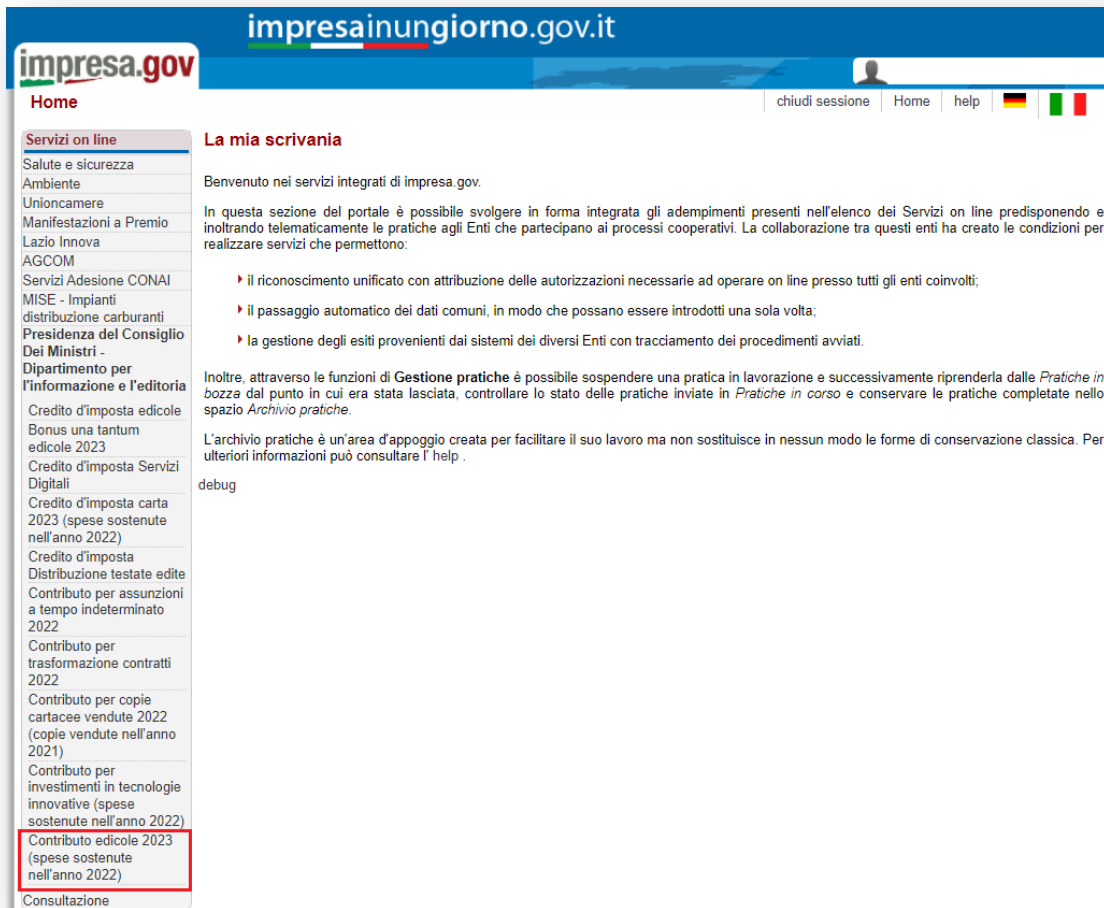 impresainungiorno.gov.it
impresa.gov
Home
chiudi sessione
Home
help
Servizi on line
Salute e sicurezza
Ambiente
Unioncamere
Manifestazioni a Premio
Lazio Innova
AGCOM
Servizi Adesione CONAI
MISE - Impianti
distribuzione carburanti
Presidenza del Consiglio
Dei Ministri -
Dipartimento per
l'informazione e l'editoria
Credito d'imposta edicole
Bonus una tantum
edicole 2023
Credito d'imposta Servizi
Digitali
Credito d'imposta carta
2023 (spese sostenute
nell'anno 2022)
Credito d'imposta
Distribuzione testate edite
Contributo per assunzioni
a tempo indeterminato
2022
Contributo per
trasformazione contratti
2022
Contributo per copie
cartacee vendute 2022
(copie vendute nell'anno
2021)
Contributo per
investimenti in tecnologie
innovative (spese
sostenute nell'anno 2022)
Contributo edicole 2023
(spese sostenute
nell'anno 2022)
Consultazione
La mia scrivania
Benvenuto nei servizi integrati di impresa.gov.
In questa sezione del portale è possibile svolgere in forma integrata gli adempimenti presenti nell'elenco dei Servizi on line predisponendo e
inoltrando telematicamente le pratiche agli Enti che partecipano ai processi cooperativi. La collaborazione tra questi enti ha creato le condizioni per
realizzare servizi che permettono:
il riconoscimento unificato con attribuzione delle autorizzazioni necessarie ad operare on line presso tutti gli enti coinvolti;
il passaggio automatico dei dati comuni, in modo che possano essere introdotti una sola volta;
la gestione degli esiti provenienti dai sistemi dei diversi Enti con tracciamento dei procedimenti avviati.
Inoltre, attraverso le funzioni di Gestione pratiche è possibile sospendere una pratica in lavorazione e successivamente riprenderla dalle Pratiche in
bozza dal punto in cui era stata lasciata, controllare lo stato delle pratiche inviate in Pratiche in corso e conservare le pratiche completate nello
spazio Archivio pratiche.
L'archivio pratiche è un'area d'appoggio creata per facilitare il suo lavoro ma non sostituisce in nessun modo le forme di conservazione classica. Per
ulteriori informazioni può consultare l' help .
debug